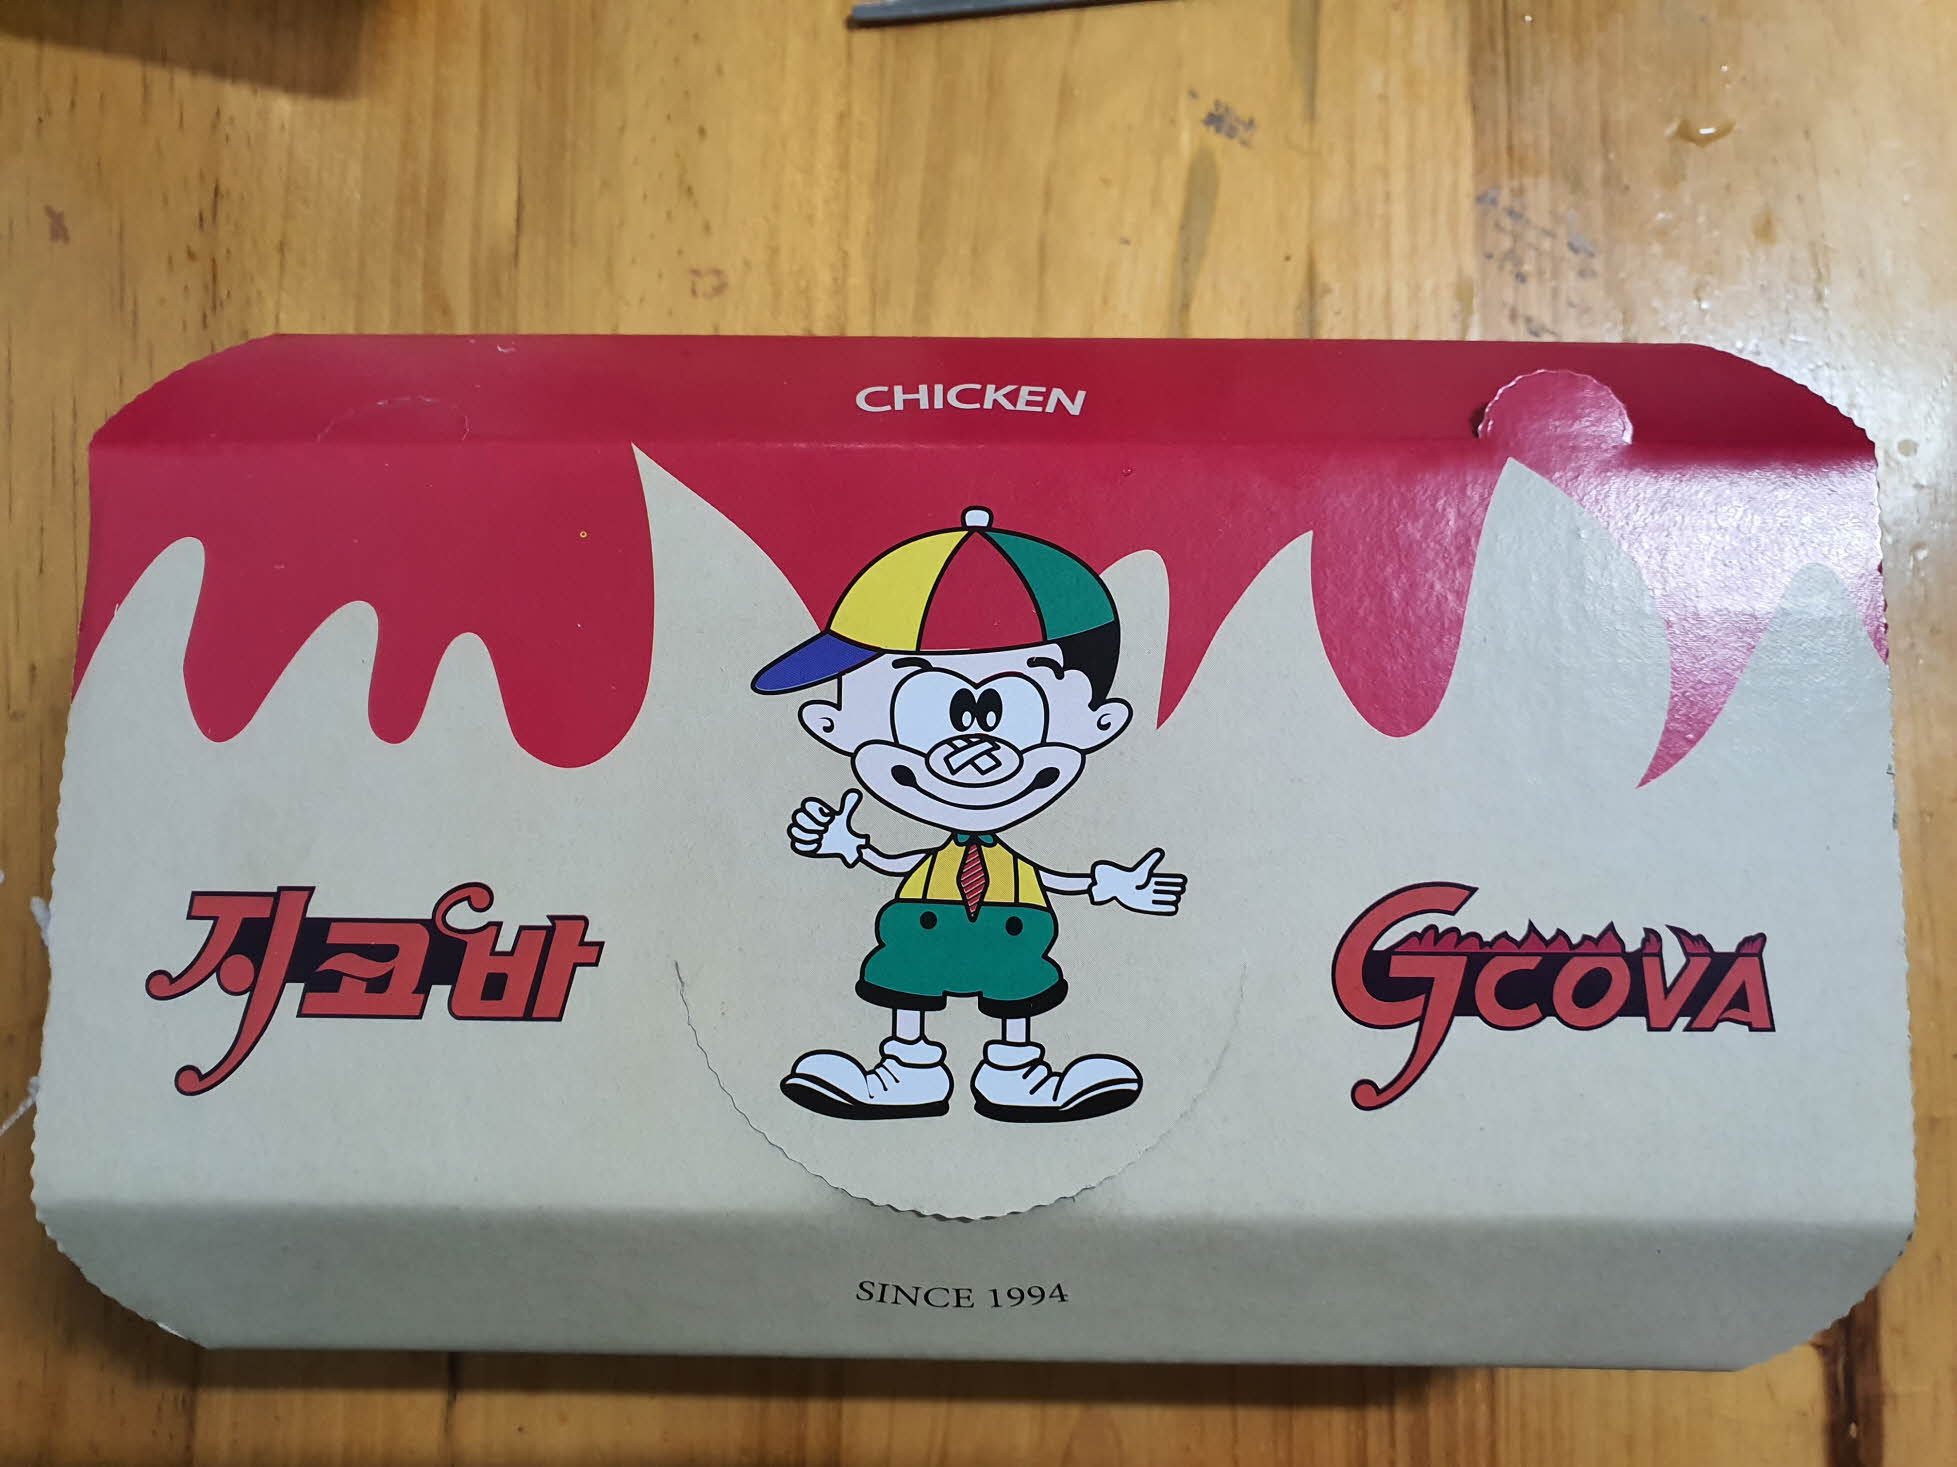 CHICKEN
지코바
GCOVA
SINCE 1994